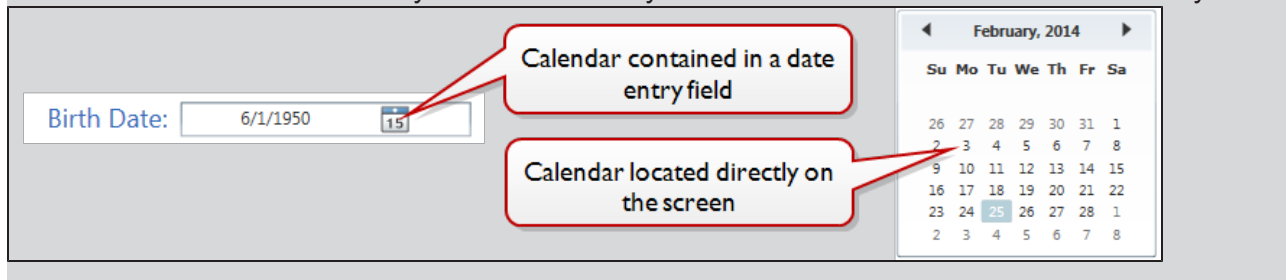 Birth Date: 6/1/1950 15
Calendar contained in a date
entry field
Calendar located directly on
the screen
February, 2014
Su Mo Tu We Th Fr Sa
26 27 28 29 30 31 1
2 3 4 5 6 7 8
9 10 11 12 13 14 15
16 17 18 19 20 21 22
23 24 25 26 27 28 1
2 3 4 5 6 7 8